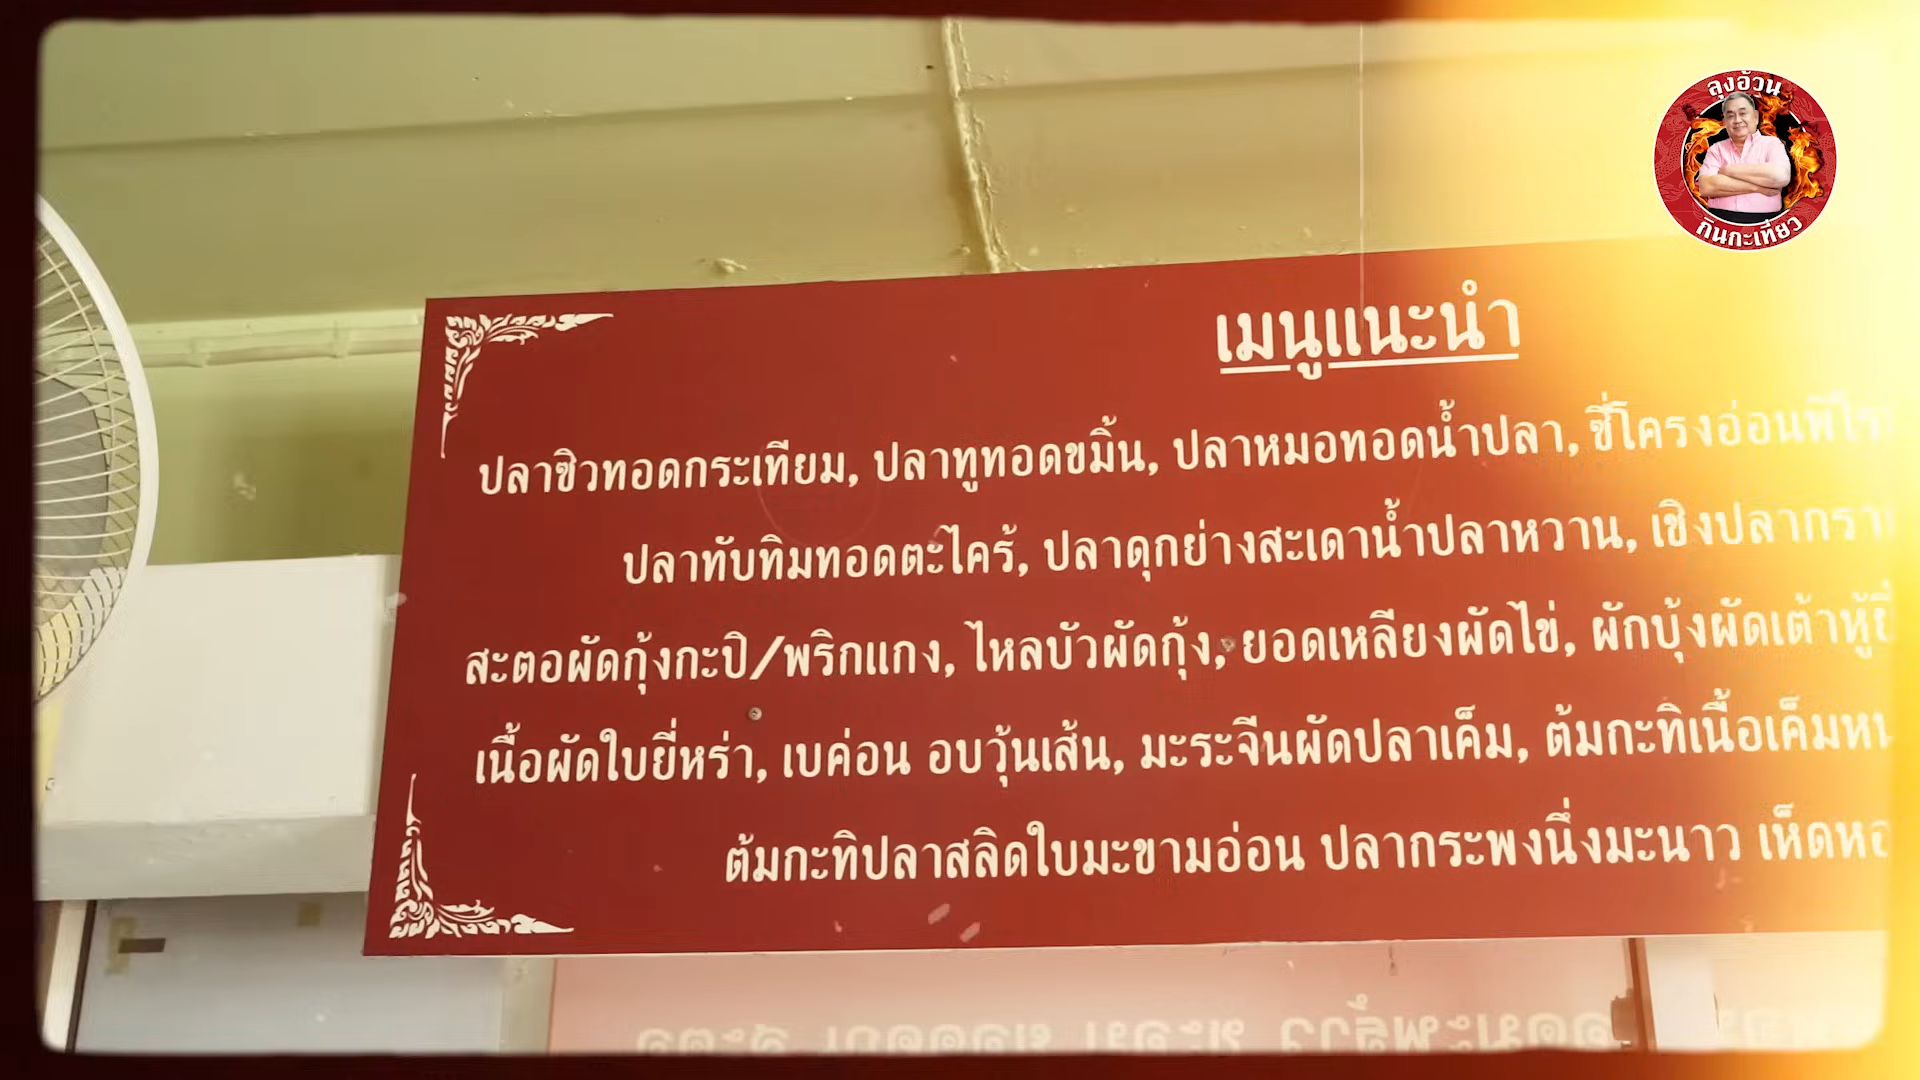 ลุงอ้วน
กินกะเที่ยว
เมนูแนะนำ
ปลาซิวทอดกระเทียม, ปลาทูทอดขมิ้น, ปลาหมอทอดน้ำปลา, ซี่โครงอ่อน
ปลาทับทิมทอดตะไคร้, ปลาดุกย่างสะเดาน้ำปลาหวาน, เชิงปลากราย
สะตอผัดกุ้งกะปิ/พริกแกง, ไหลบัวผัดกุ้ง, ยอดเหลียงผัดไข่, ผักบุ้งผัดเต้าหู้ยี้
เนื้อผัดใบยี่หร่า, เบค่อน อบวุ้นเส้น, มะระจีนผัดปลาเค็ม, ต้มกะทิเนื้อเค็ม
ต้มกะทิปลาสลิดใบมะขามอ่อน ปลากระพงนึ่งมะนาว